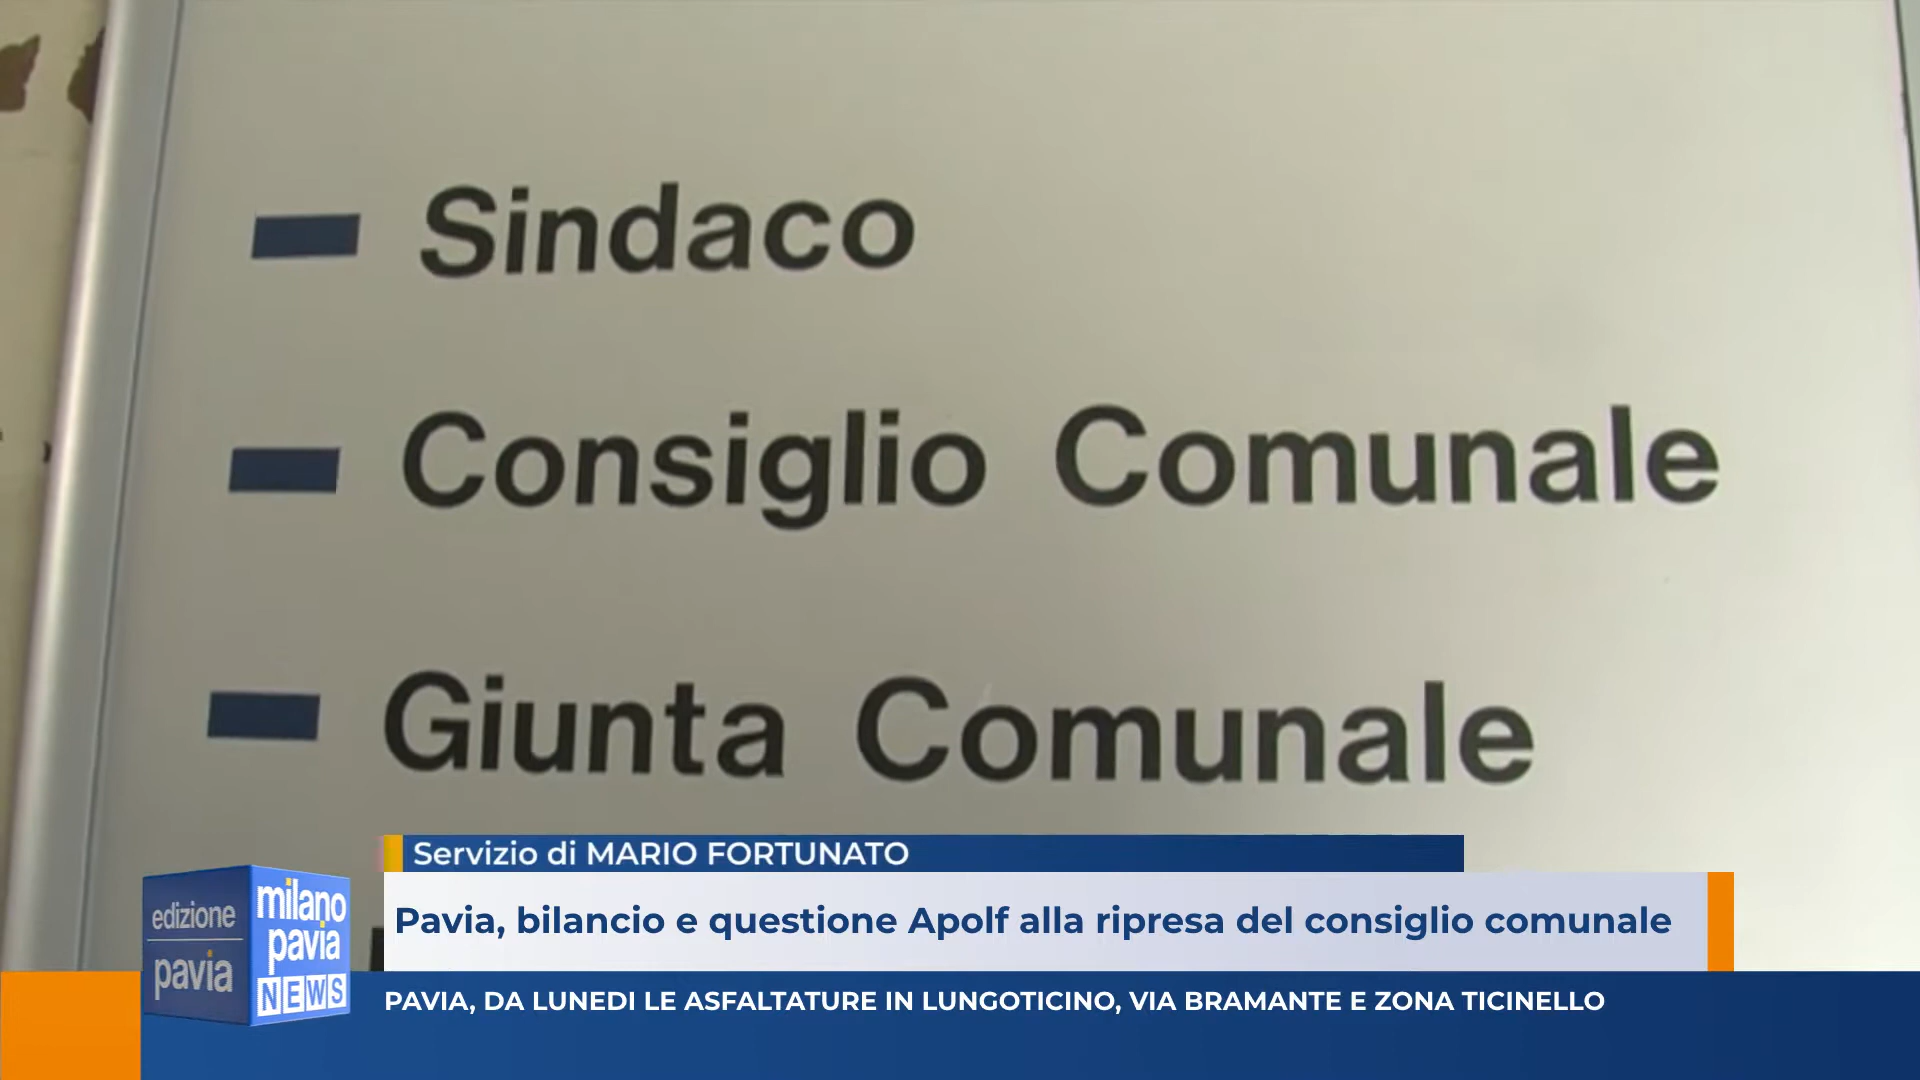 Sindaco
Consiglio Comunale
Giunta Comunale
Servizio di MARIO FORTUNATO
Pavia, bilancio e questione Apolf alla ripresa del consiglio comunale
edizione
pavia
milano
pavia
NEWS
PAVIA, DA LUNEDI LE ASFALTATURE IN LUNGOTICINO, VIA BRAMANTE E ZONA TICINELLO